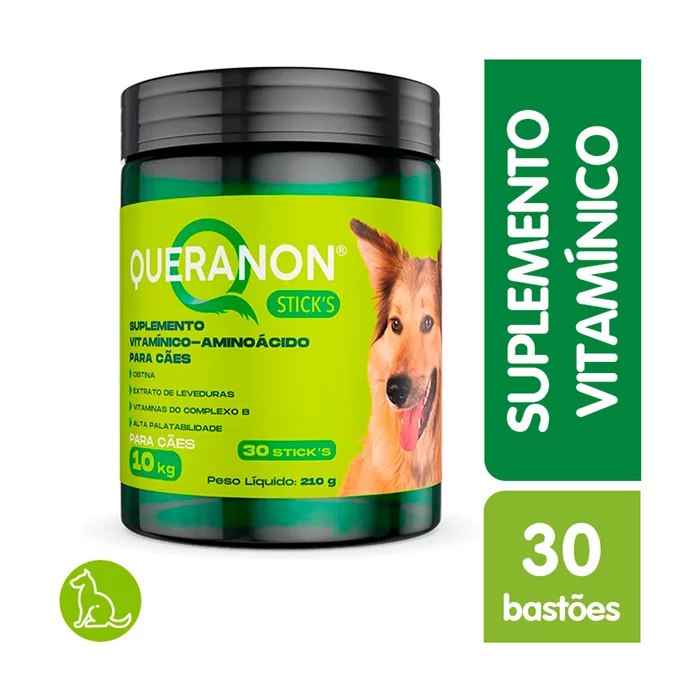 QUERANON®
STICK'S
SUPLEMENTO
VITAMÍNICO-AMINOÁCIDO
PARA CÃES
CISTINA
EXTRATO DE LEVEDURAS
VITAMINAS DO COMPLEXO B
ALTA PALATABILIDADE
PARA CÃES
10 kg
30 STICK'S
Peso Líquido: 210 g
SUPLEMENTO
VITAMÍNICO
30
bastões